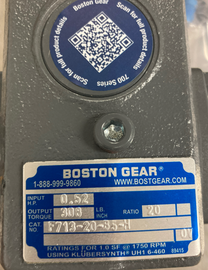 BOSTON GEAR
Scan for full product details
Scan for full product details
700 Series
BOSTON GEAR®
1-888-999-9860 WWW.BOSTGEAR.COM
INPUT H.P. 0.52
OUTPUT TORQUE 303 LB. INCH RATIO 20
CAT. NO. F713-20-B5-H
RATINGS FOR 1.0 SF @ 1750 RPM
USING KLÜBERSYNTH® UH1 6-460 69415